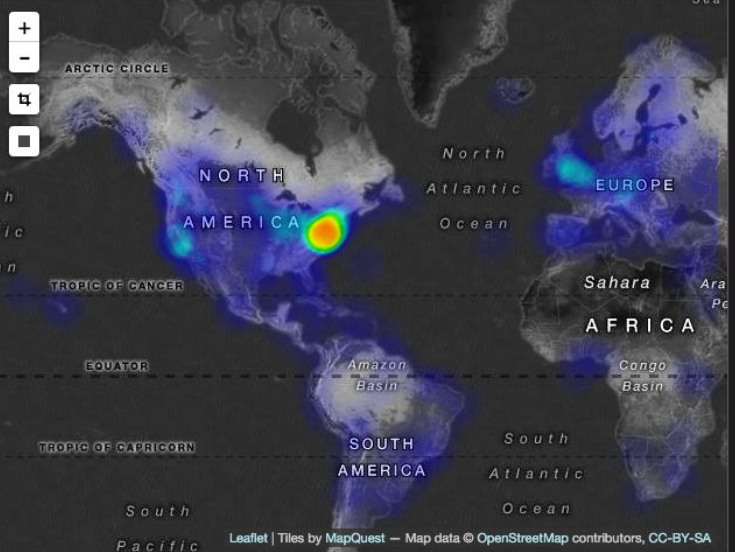 +
−
ARCTIC CIRCLE
North
Atlantic
Ocean
NORTH
AMERICA
EUROPE
TROPIC OF CANCER
Sahara
AFRICA
EQUATOR
Amazon
Basin
Congo
Basin
TROPIC OF CAPRICORN
SOUTH
AMERICA
South
Atlantic
Ocean
South
Pacific
Leaflet | Tiles by MapQuest — Map data © OpenStreetMap contributors, CC-BY-SA